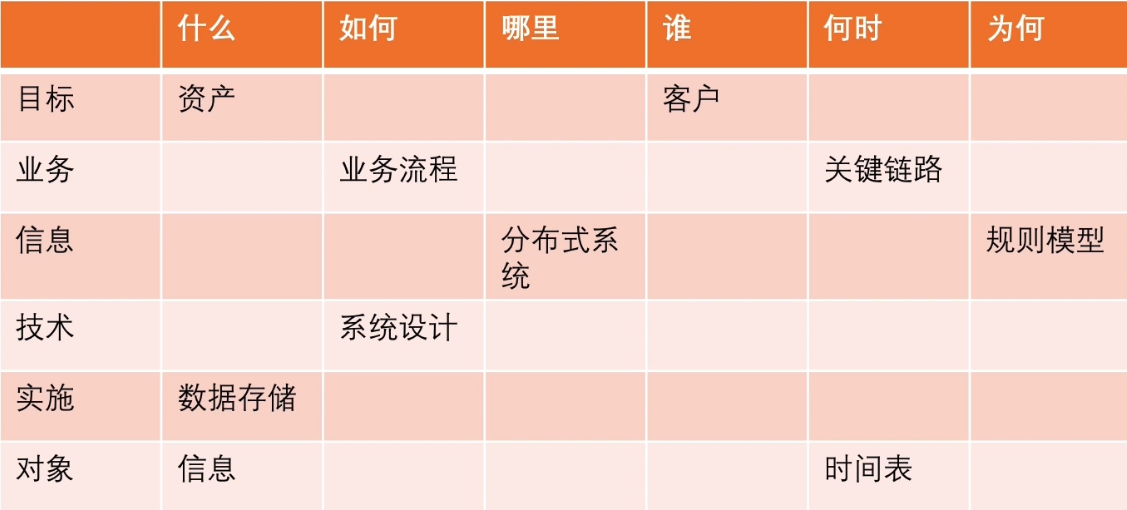 什么 如何 哪里 谁 何时 为何
目标 资产 客户
业务 业务流程 关键链路
信息 分布式系 规则模型
统
技术 系统设计
实施 数据存储
对象 信息 时间表